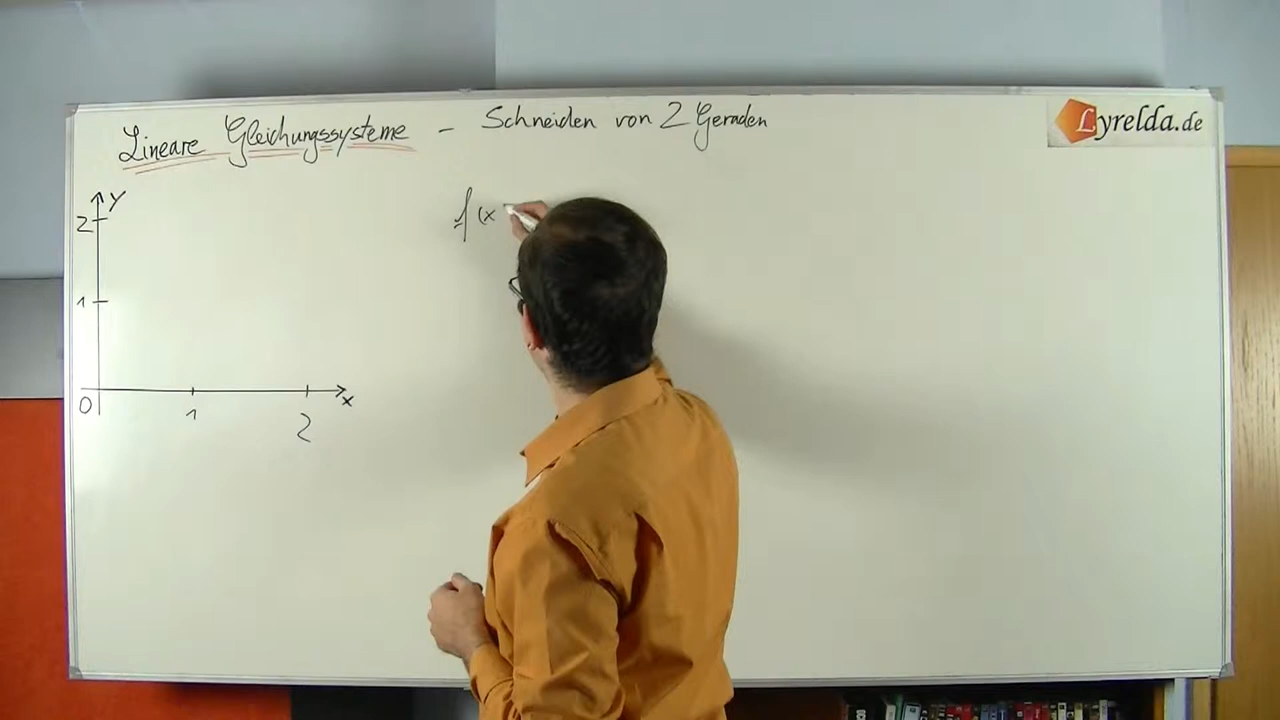 Lineare Gleichungssysteme - Schneiden von 2 Geraden
Lyrelda.de
y
2
1
0
1
2
x
f(x